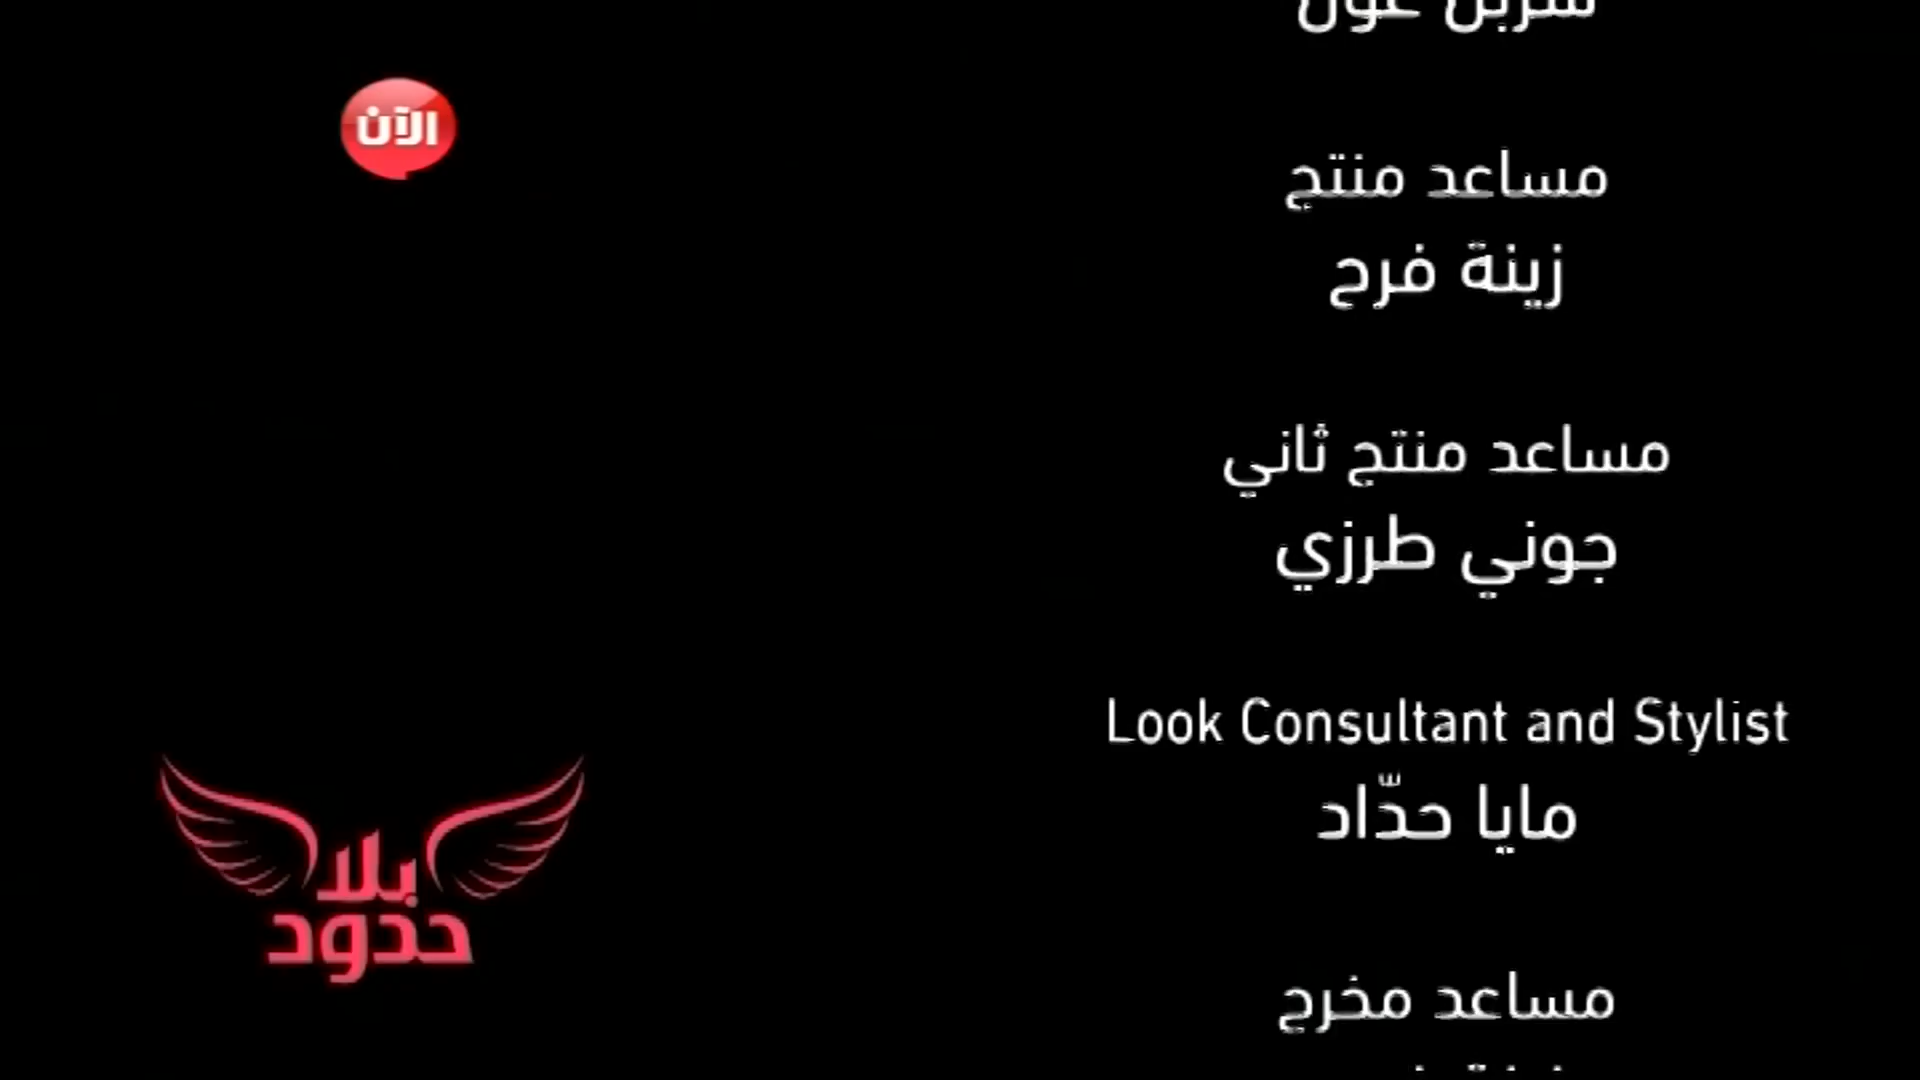 الآن
مساعد منتج
زينة فرح
مساعد منتج ثاني
جوني طرزي
Look Consultant and Stylist
مايا حدّاد
مساعد مخرج
بلا
حدود